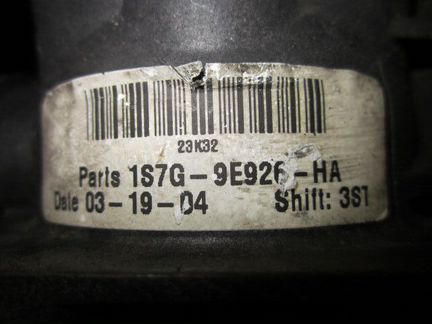 23K32
Parts 1S7G-9E926-HA
Date 03-19-04 Shift: 3ST